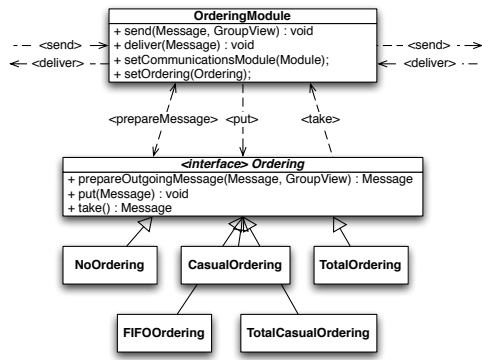 OrderingModule
+ send(Message, GroupView) : void
+ deliver(Message) : void
+ setCommunicationsModule(Module);
+ setOrdering(Ordering);
<send>
<deliver>
<send>
<deliver>
<prepareMessage>
<put>
<take>
<interface> Ordering
+ prepareOutgoingMessage(Message, GroupView) : Message
+ put(Message) : void
+ take() : Message
NoOrdering
CasualOrdering
TotalOrdering
FIFOOrdering
TotalCasualOrdering